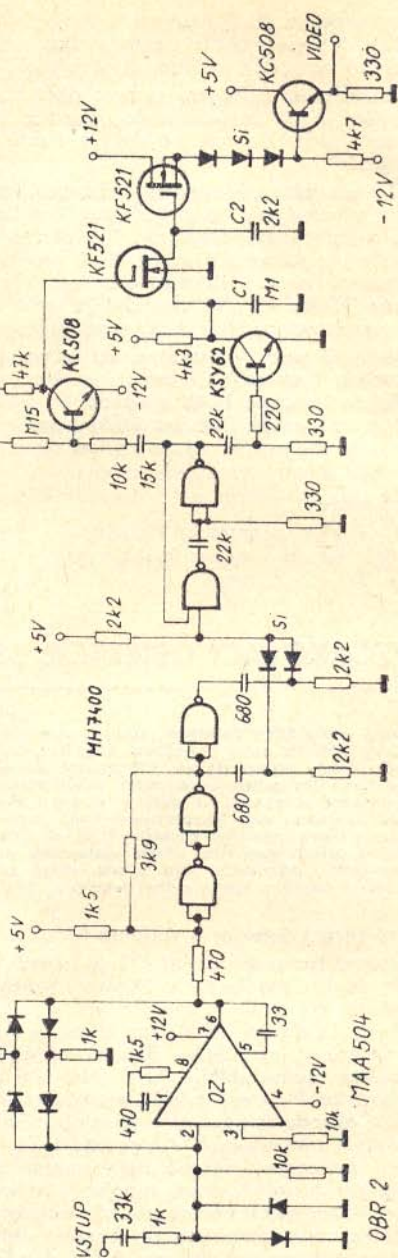 VSTUP
33k
1k
10k
10k
470
1k5
1
8
2
3
4
5
6
7
OZ
+12V
-12V
33
MAA504
OBR. 2
1k
+5V
1k5
470
3k9
MH7400
680
680
2k2
2k2
Si
+5V
2k2
22k
330
M15
10k
15k
47k
KC508
-12V
22k
220
330
KSY62
+5V
4k3
C1
M1
KF521
C2
2k2
KF521
+12V
Si
4k7
-12V
+5V
KC508
VIDEO
330